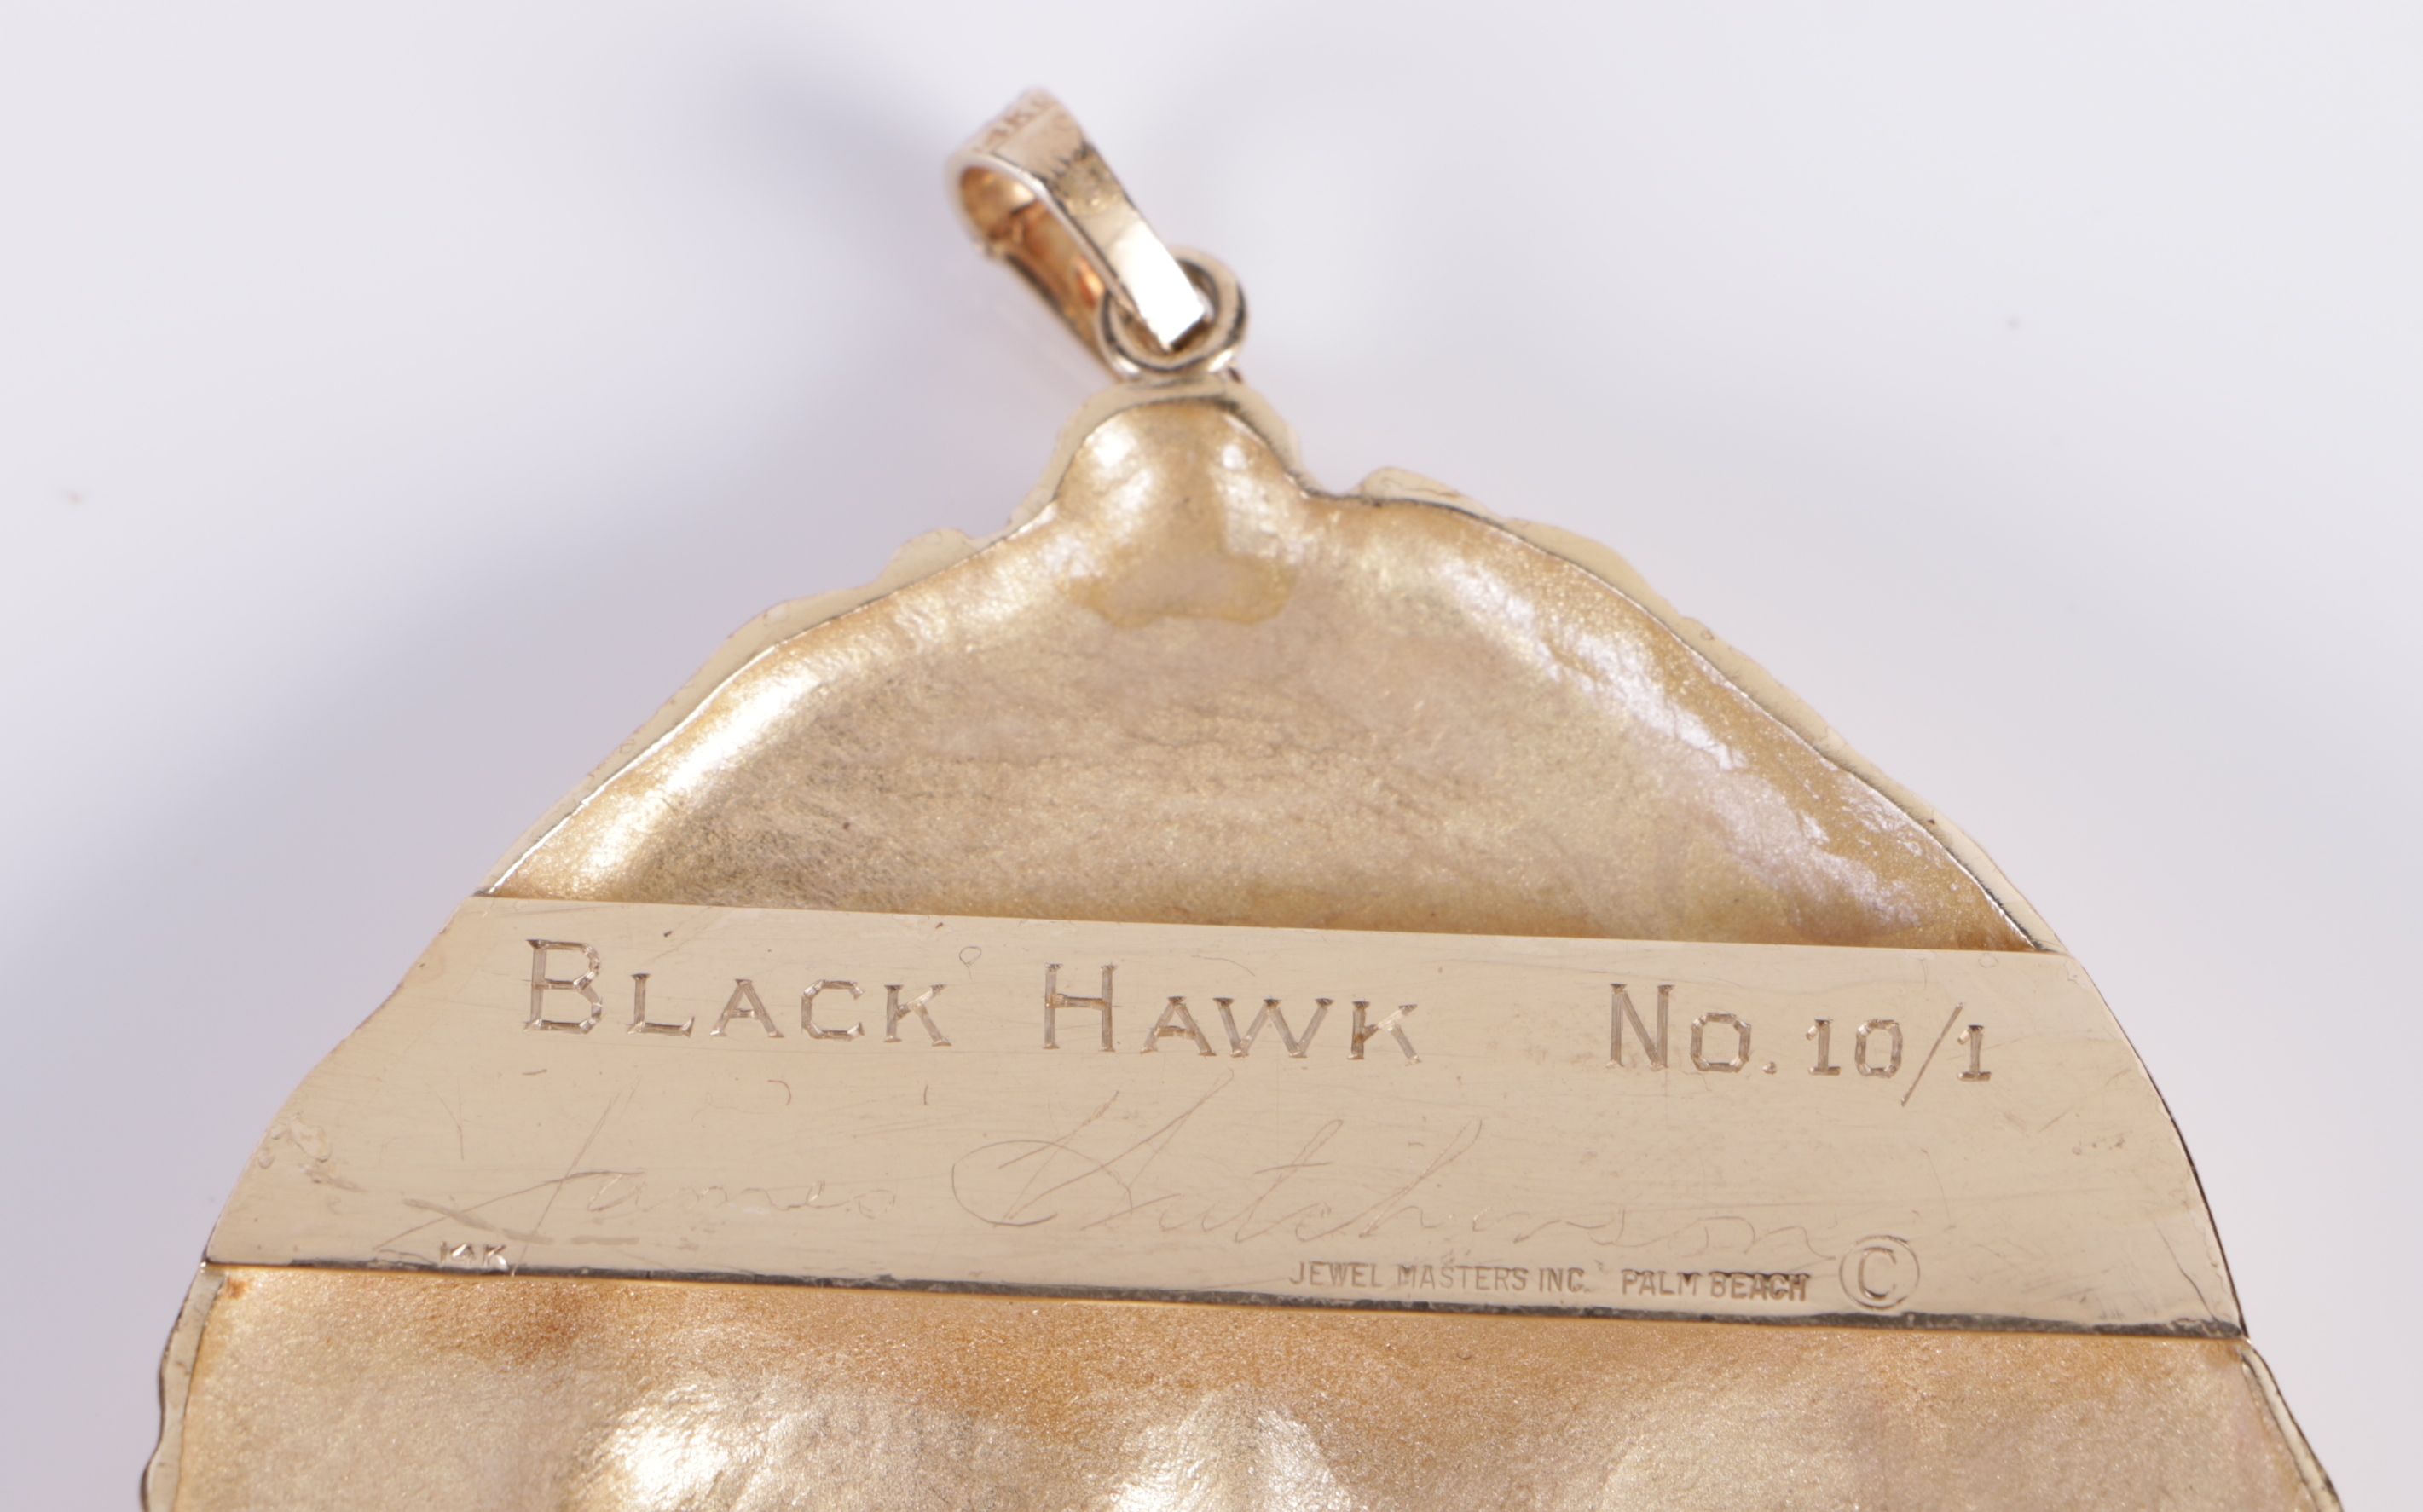 BLACK HAWK NO. 10/1
James Hutchinson
14K
JEWEL MASTERS INC. PALM BEACH ©